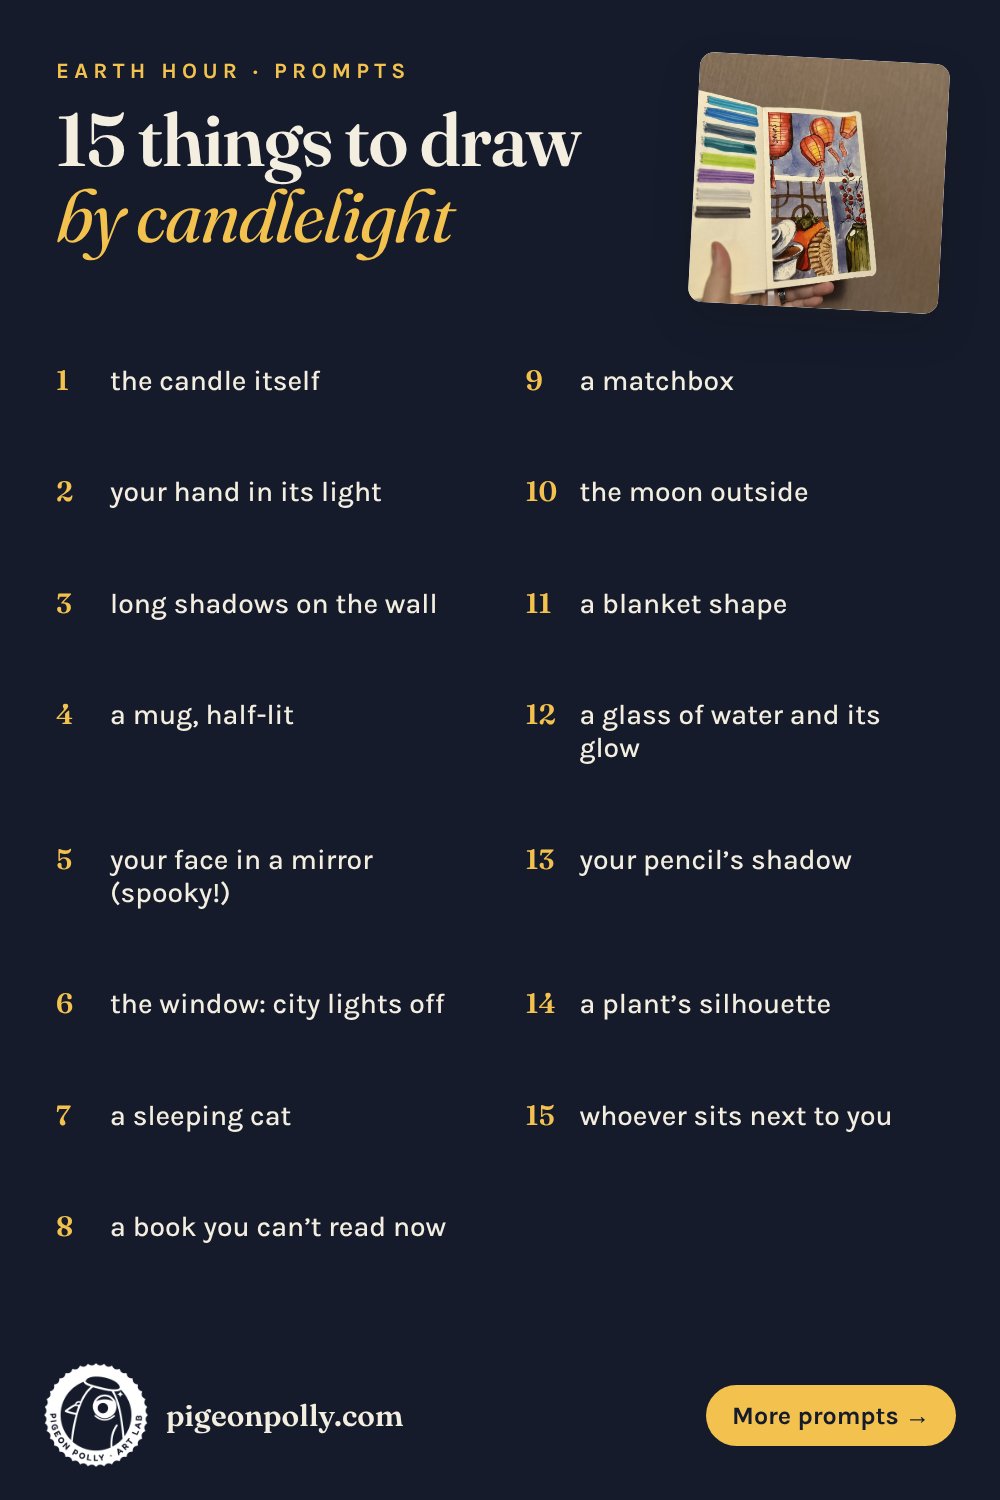 EARTH HOUR · PROMPTS
15 things to draw
by candlelight
1 the candle itself
2 your hand in its light
3 long shadows on the wall
4 a mug, half-lit
5 your face in a mirror
(spooky!)
6 the window: city lights off
7 a sleeping cat
8 a book you can’t read now
9 a matchbox
10 the moon outside
11 a blanket shape
12 a glass of water and its
glow
13 your pencil’s shadow
14 a plant’s silhouette
15 whoever sits next to you
PIGEON POLLY · ART LAB
pigeonpolly.com
More prompts →